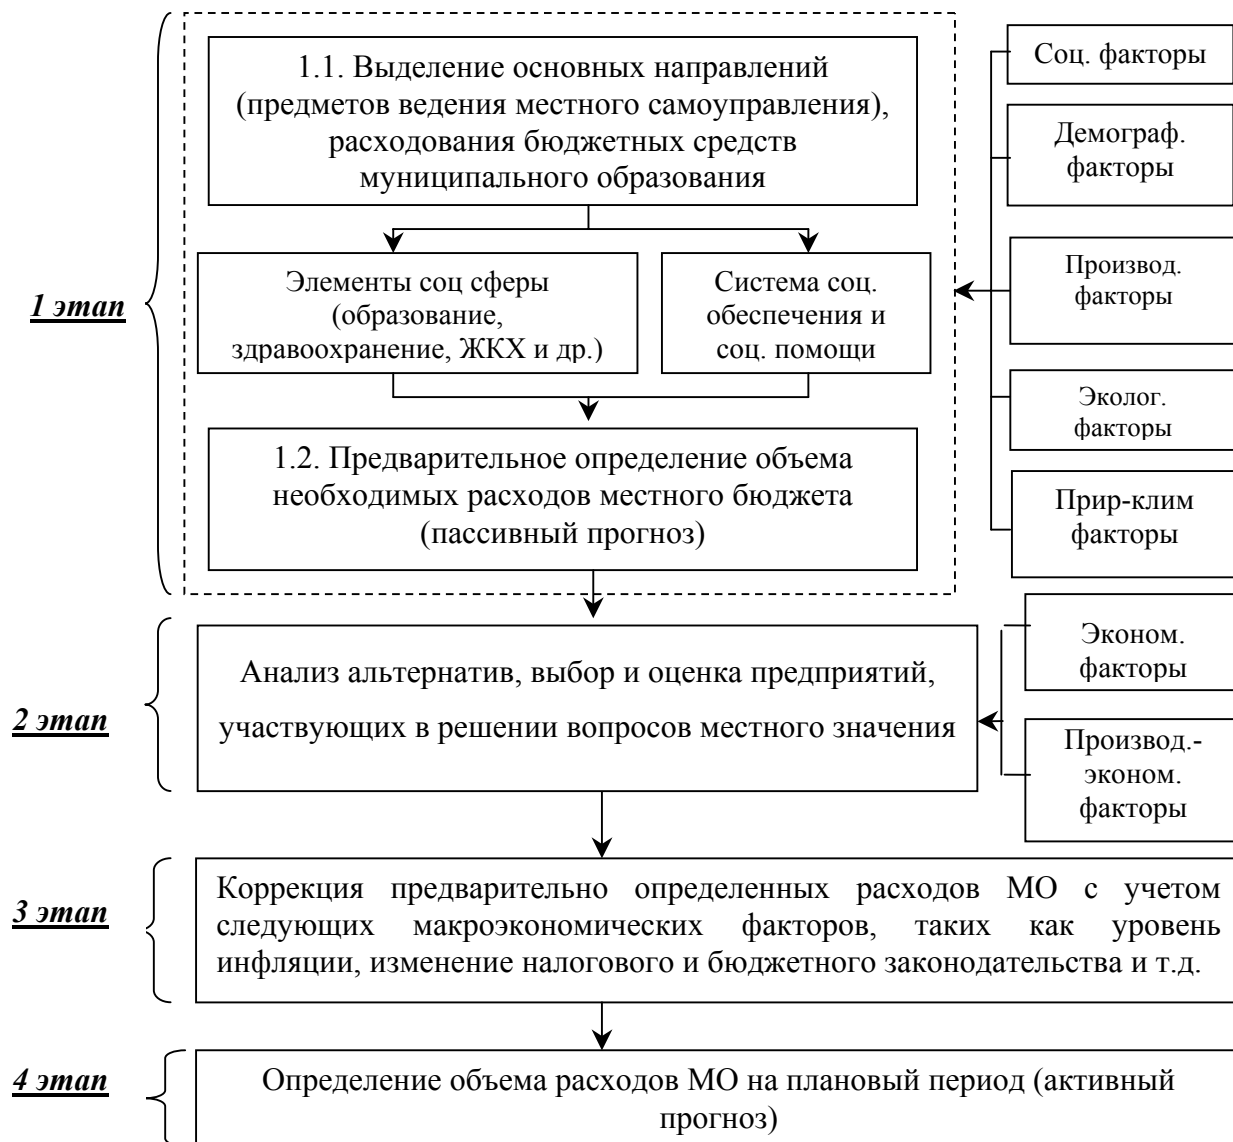 1 этап
1.1. Выделение основных направлений
(предметов ведения местного самоуправления),
расходования бюджетных средств
муниципального образования
Элементы соц сферы
(образование,
здравоохранение, ЖКХ и др.)
Система соц.
обеспечения и
соц. помощи
1.2. Предварительное определение объема
необходимых расходов местного бюджета
(пассивный прогноз)
Соц. факторы
Демограф.
факторы
Производ.
факторы
Эколог.
факторы
Прир-клим
факторы
2 этап
Анализ альтернатив, выбор и оценка предприятий,
участвующих в решении вопросов местного значения
Эконом.
факторы
Производ.-
эконом.
факторы
3 этап
Коррекция предварительно определенных расходов МО с учетом
следующих макроэкономических факторов, таких как уровень
инфляции, изменение налогового и бюджетного законодательства и т.д.
4 этап
Определение объема расходов МО на плановый период (активный
прогноз)